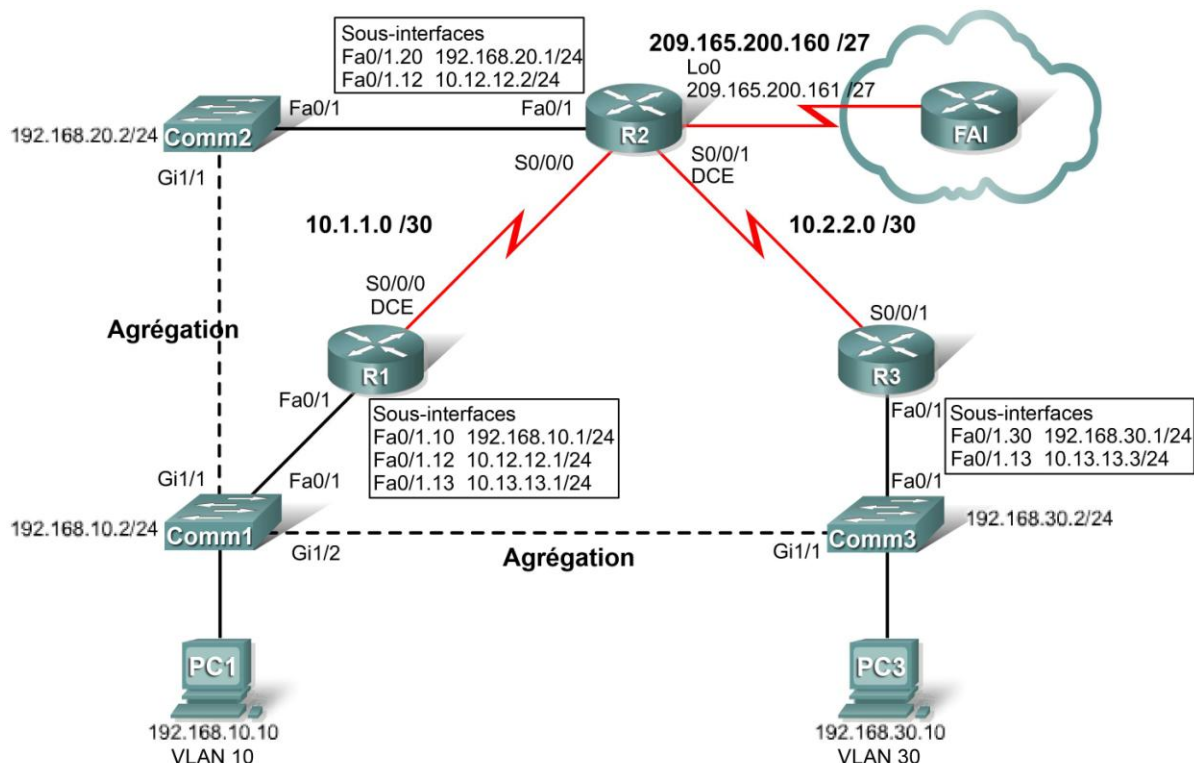 Sous-interfaces
Fa0/1.20 192.168.20.1/24
Fa0/1.12 10.12.12.2/24
209.165.200.160 /27
Lo0
209.165.200.161 /27
Fa0/1
Fa0/1
192.168.20.2/24
Comm2
R2
FAI
Gi1/1
S0/0/0
S0/0/1
DCE
10.1.1.0 /30
10.2.2.0 /30
S0/0/0
DCE
Agrégation
S0/0/1
R1
R3
Fa0/1
Sous-interfaces
Fa0/1.10 192.168.10.1/24
Fa0/1.12 10.12.12.1/24
Fa0/1.13 10.13.13.1/24
Fa0/1
Sous-interfaces
Fa0/1.30 192.168.30.1/24
Fa0/1.13 10.13.13.3/24
Gi1/1
Fa0/1
Fa0/1
192.168.10.2/24
Comm1
Gi1/2
Agrégation
Gi1/1
Comm3
192.168.30.2/24
PC1
192.168.10.10
VLAN 10
PC3
192.168.30.10
VLAN 30